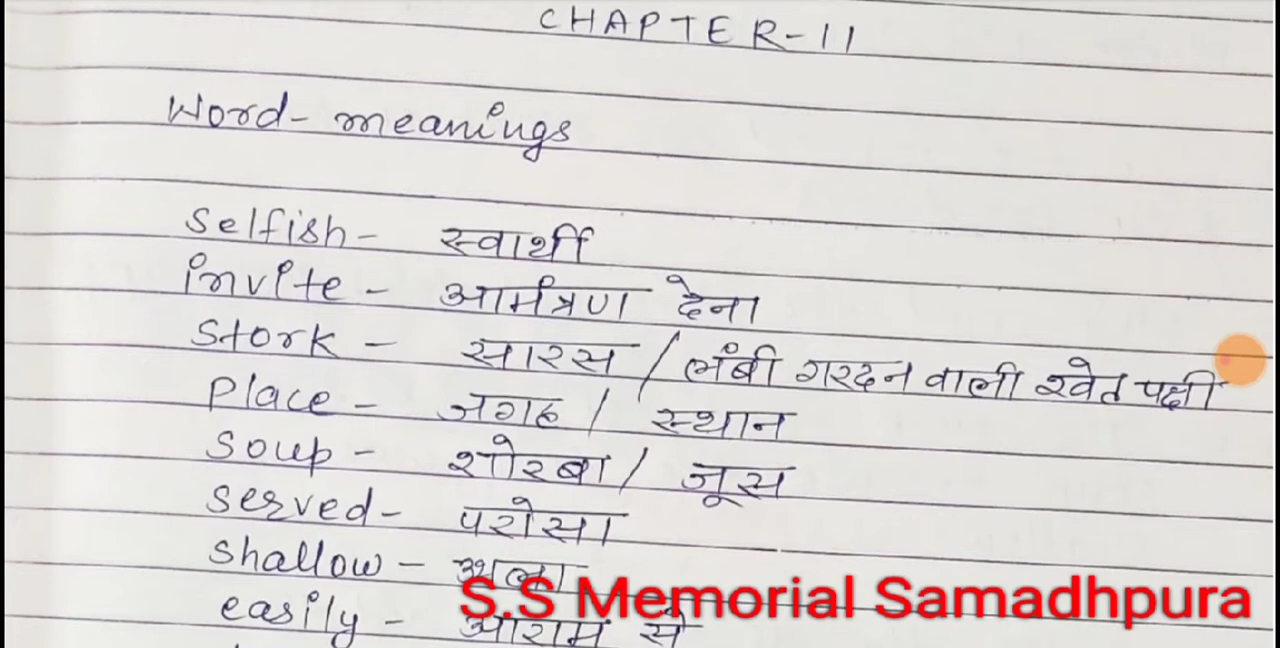 CHAPTER-11
Word-meanings
Selfish- स्वार्थी
invite- आमंत्रण देना
Stork - सारस / लंबी गरदन वाली श्वेत पक्षी
Place - जगह / स्थान
Soup - शोरबा / जूस
Served- परोसा
Shallow - उथला
easily - आराम से
S.S Memorial Samadhpura